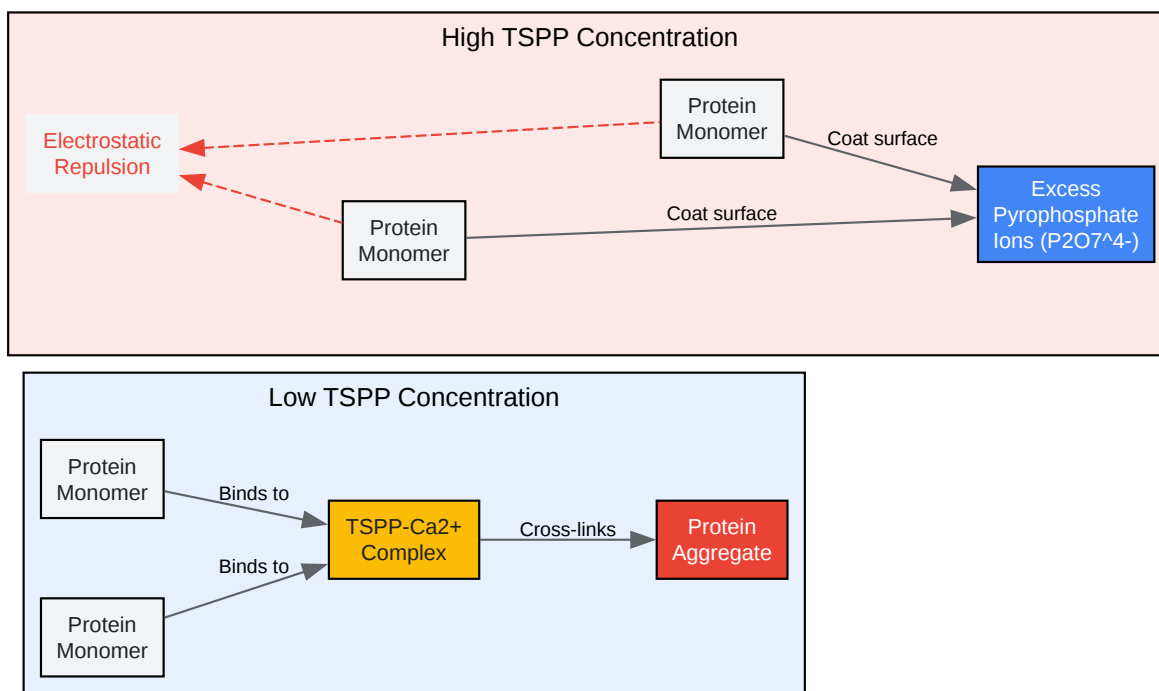 High TSPP Concentration
Protein
Monomer
Electrostatic
Repulsion
Coat surface
Excess
Pyrophosphate
Ions (P2O7^4-)
Protein
Monomer
Coat surface
Low TSPP Concentration
Protein
Monomer
Binds to
TSPP-Ca2+
Complex
Cross-links
Protein
Aggregate
Binds to
Protein
Monomer